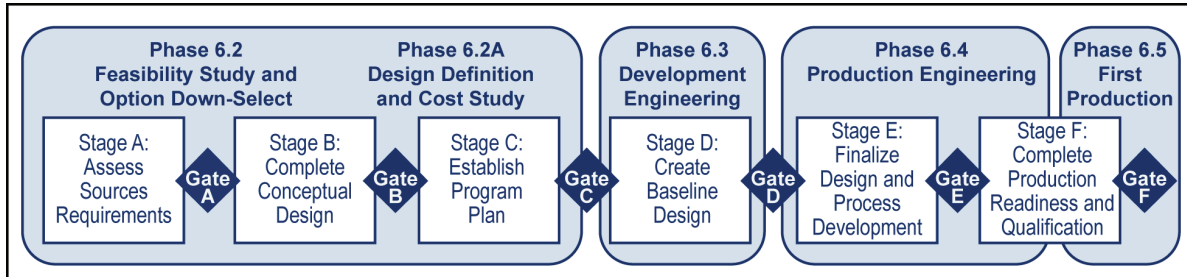 Phase 6.2
Feasibility Study and
Option Down-Select
Phase 6.2A
Design Definition
and Cost Study
Phase 6.3
Development
Engineering
Phase 6.4
Production Engineering
Phase 6.5
First
Production
Stage A:
Assess
Sources
Requirements
Gate
A
Stage B:
Complete
Conceptual
Design
Gate
B
Stage C:
Establish
Program
Plan
Gate
C
Stage D:
Create
Baseline
Design
Gate
D
Stage E:
Finalize
Design and
Process
Development
Gate
E
Stage F:
Complete
Production
Readiness and
Qualification
Gate
F